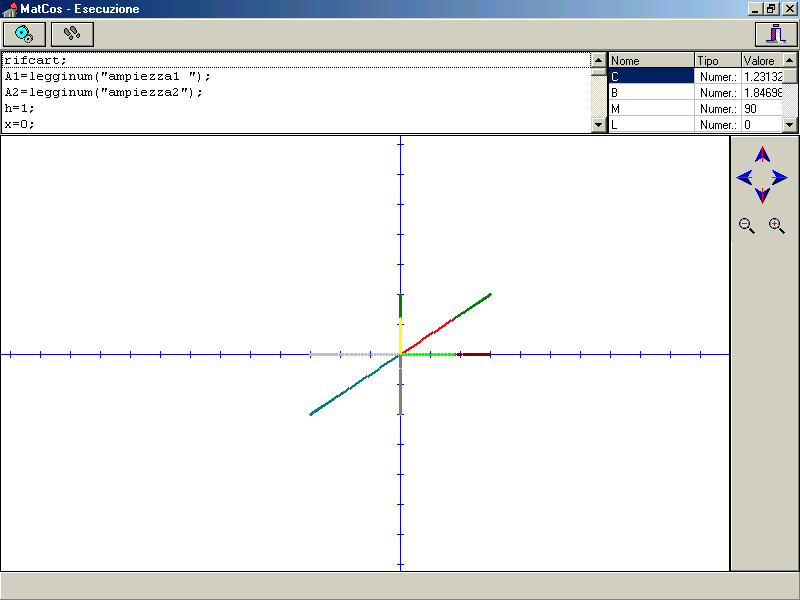 MatCos - Esecuzione
rifcart;
A1=legginum("ampiezza1 ");
A2=legginum("ampiezza2");
h=1;
x=0;
Nome Tipo Valore
C Numer.: 1.23132
B Numer.: 1.84698
M Numer.: 90
L Numer.: 0